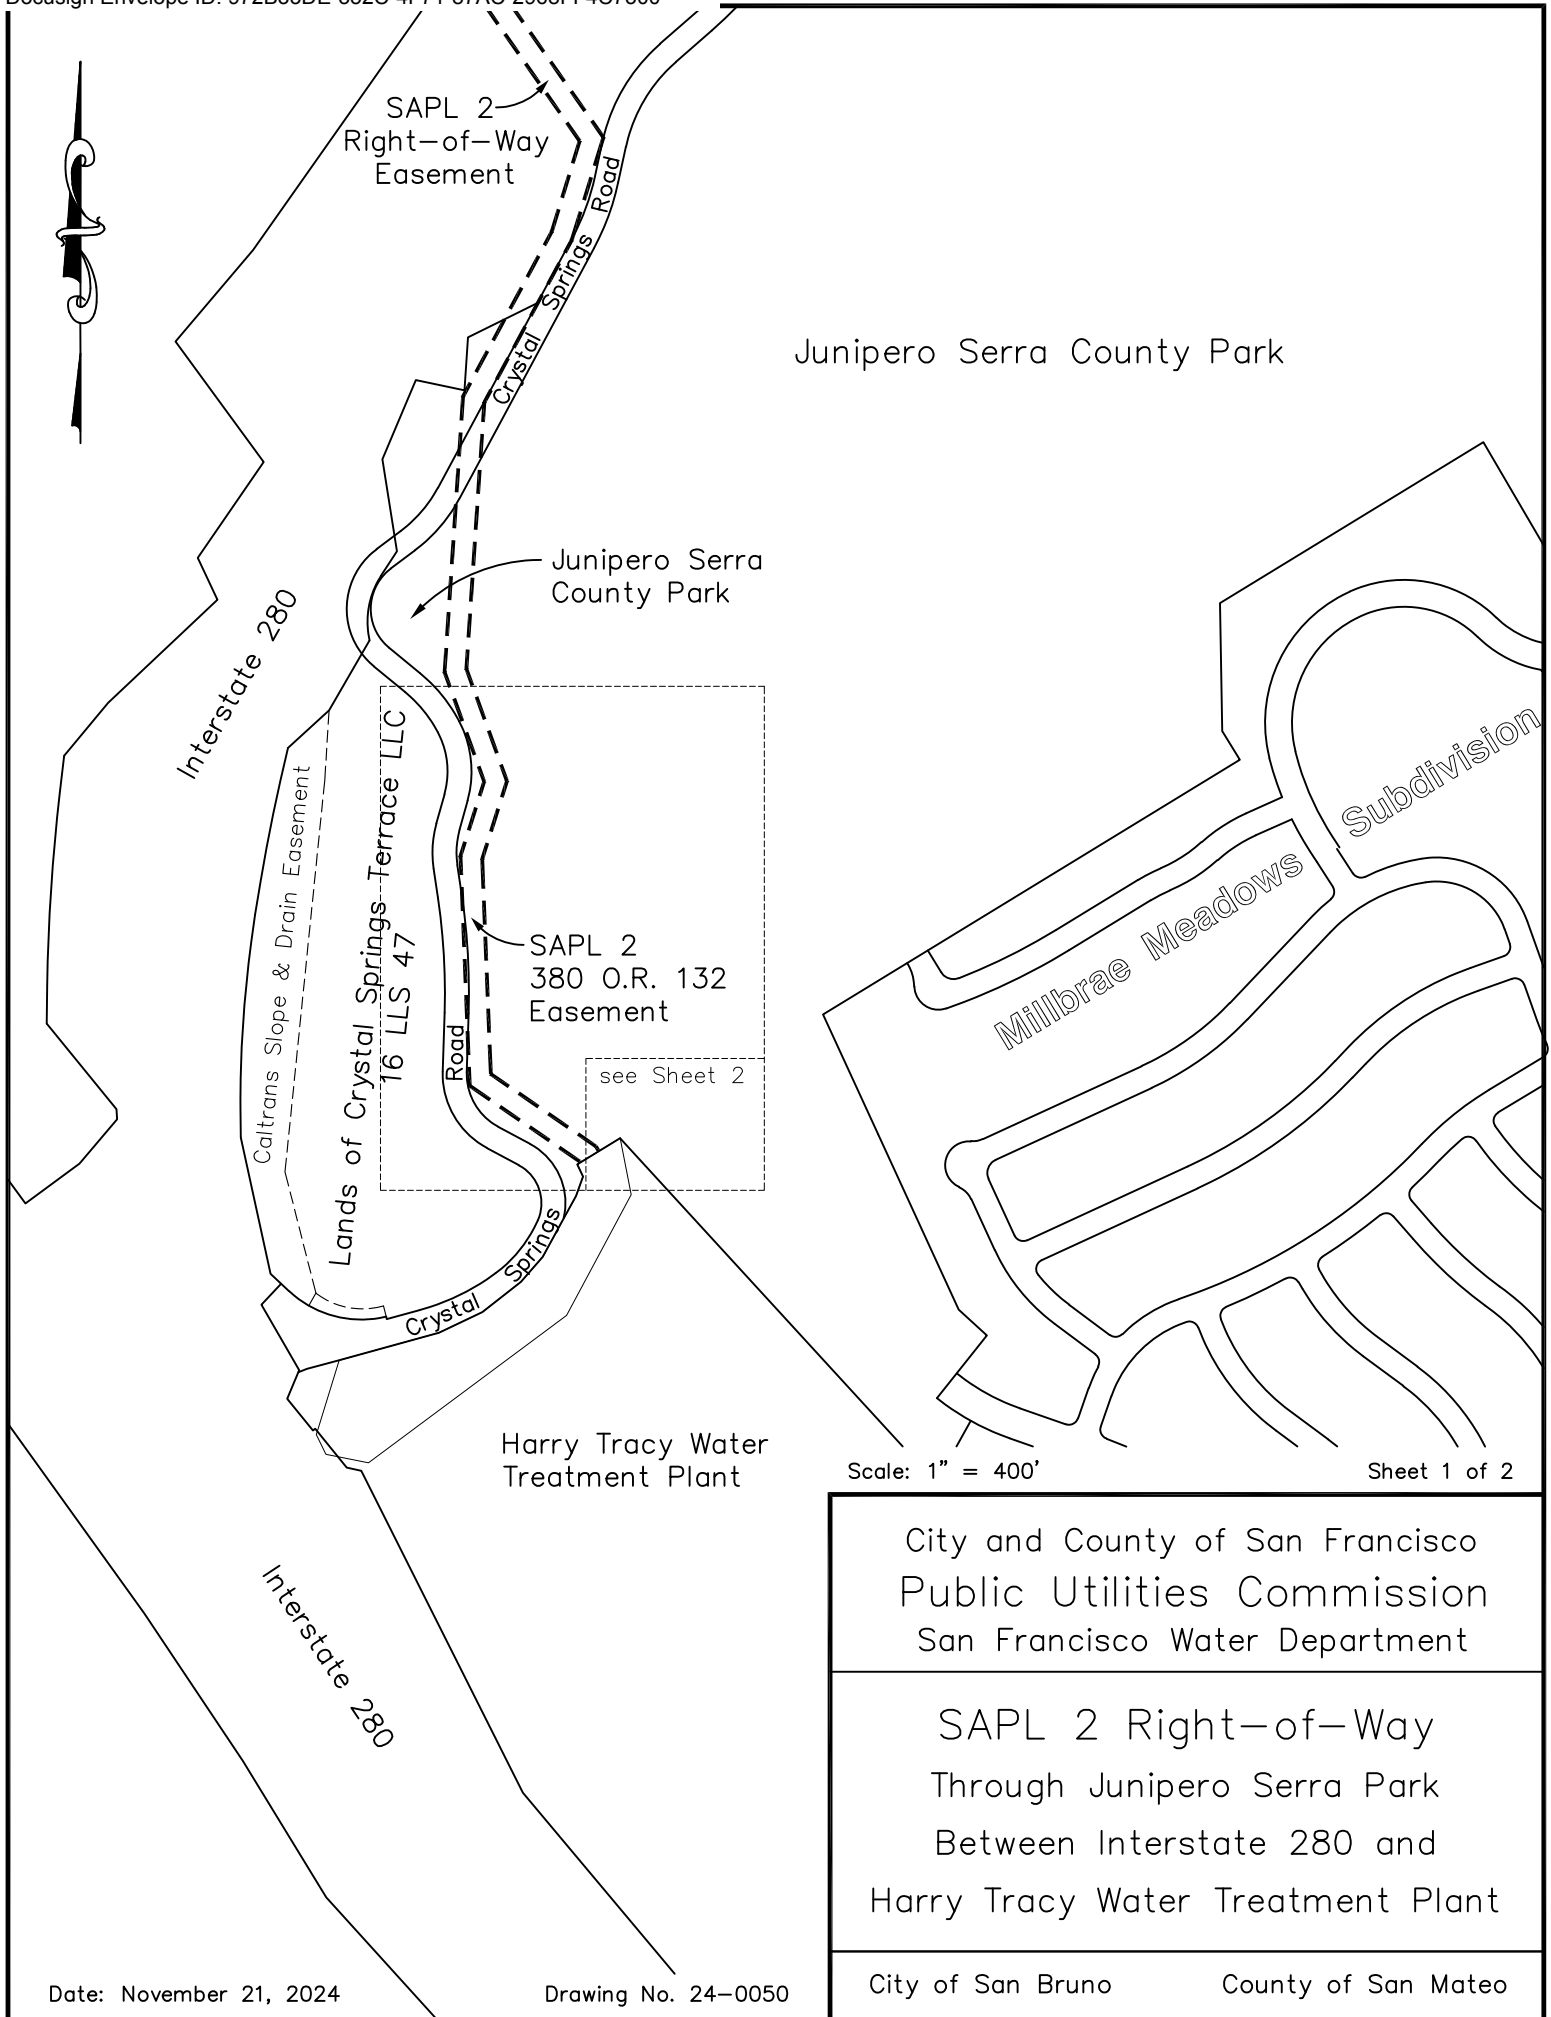 SAPL 2
Right-of-Way
Easement
Crystal Springs Road
Junipero Serra County Park
Junipero Serra
County Park
Interstate 280
Caltrans Slope & Drain Easement
Lands of Crystal Springs Terrace LLC
16 LLS 47
SAPL 2
380 O.R. 132
Easement
see Sheet 2
Crystal Springs Road
Millbrae Meadows Subdivision
Harry Tracy Water
Treatment Plant
Interstate 280
Scale: 1" = 400'
Sheet 1 of 2
City and County of San Francisco
Public Utilities Commission
San Francisco Water Department
SAPL 2 Right-of-Way
Through Junipero Serra Park
Between Interstate 280 and
Harry Tracy Water Treatment Plant
City of San Bruno
County of San Mateo
Date: November 21, 2024
Drawing No. 24-0050